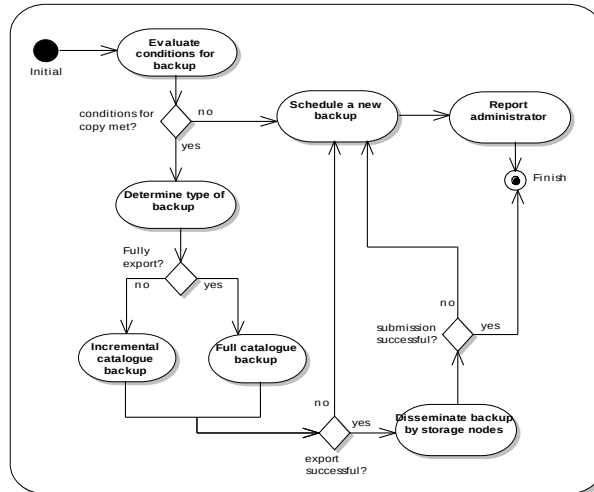 Initial
Evaluate
conditions for
backup
conditions for
copy met?
no
yes
Schedule a new
backup
Report
administrator
Finish
Determine type of
backup
Fully
export?
no
yes
Incremental
catalogue
backup
Full catalogue
backup
no
yes
export
successful?
Disseminate backup
by storage nodes
submission
successful?
no
yes